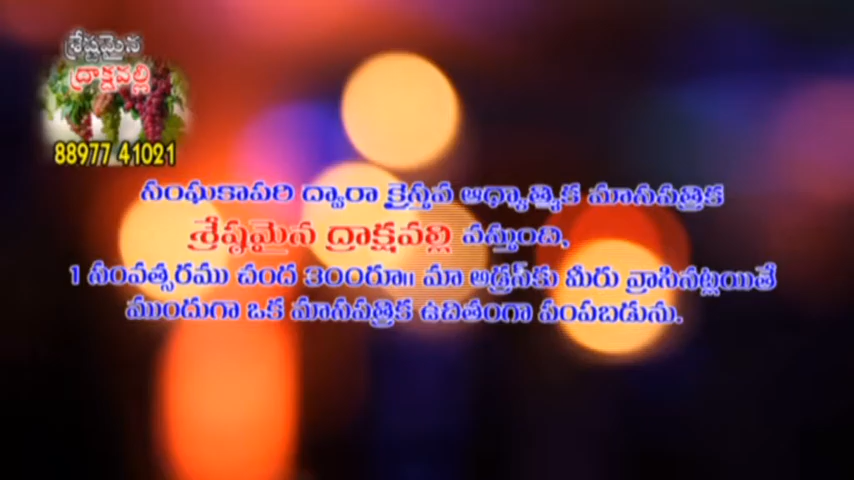 శ్రేష్టమైన
ద్రాక్షవల్లి
88977 41021
సంఘకాపరి ద్వారా క్రైస్తవ ఆధ్యాత్మిక మాసపత్రిక
శ్రేష్ఠమైన ద్రాక్షవల్లి వస్తుంది,
1 సంవత్సరము చంద 300రూ॥ మా అడ్రస్‌కు మీరు వ్రాసినట్లయితే
ముందుగా ఒక మాసపత్రిక ఉచితంగా పంపబడును.